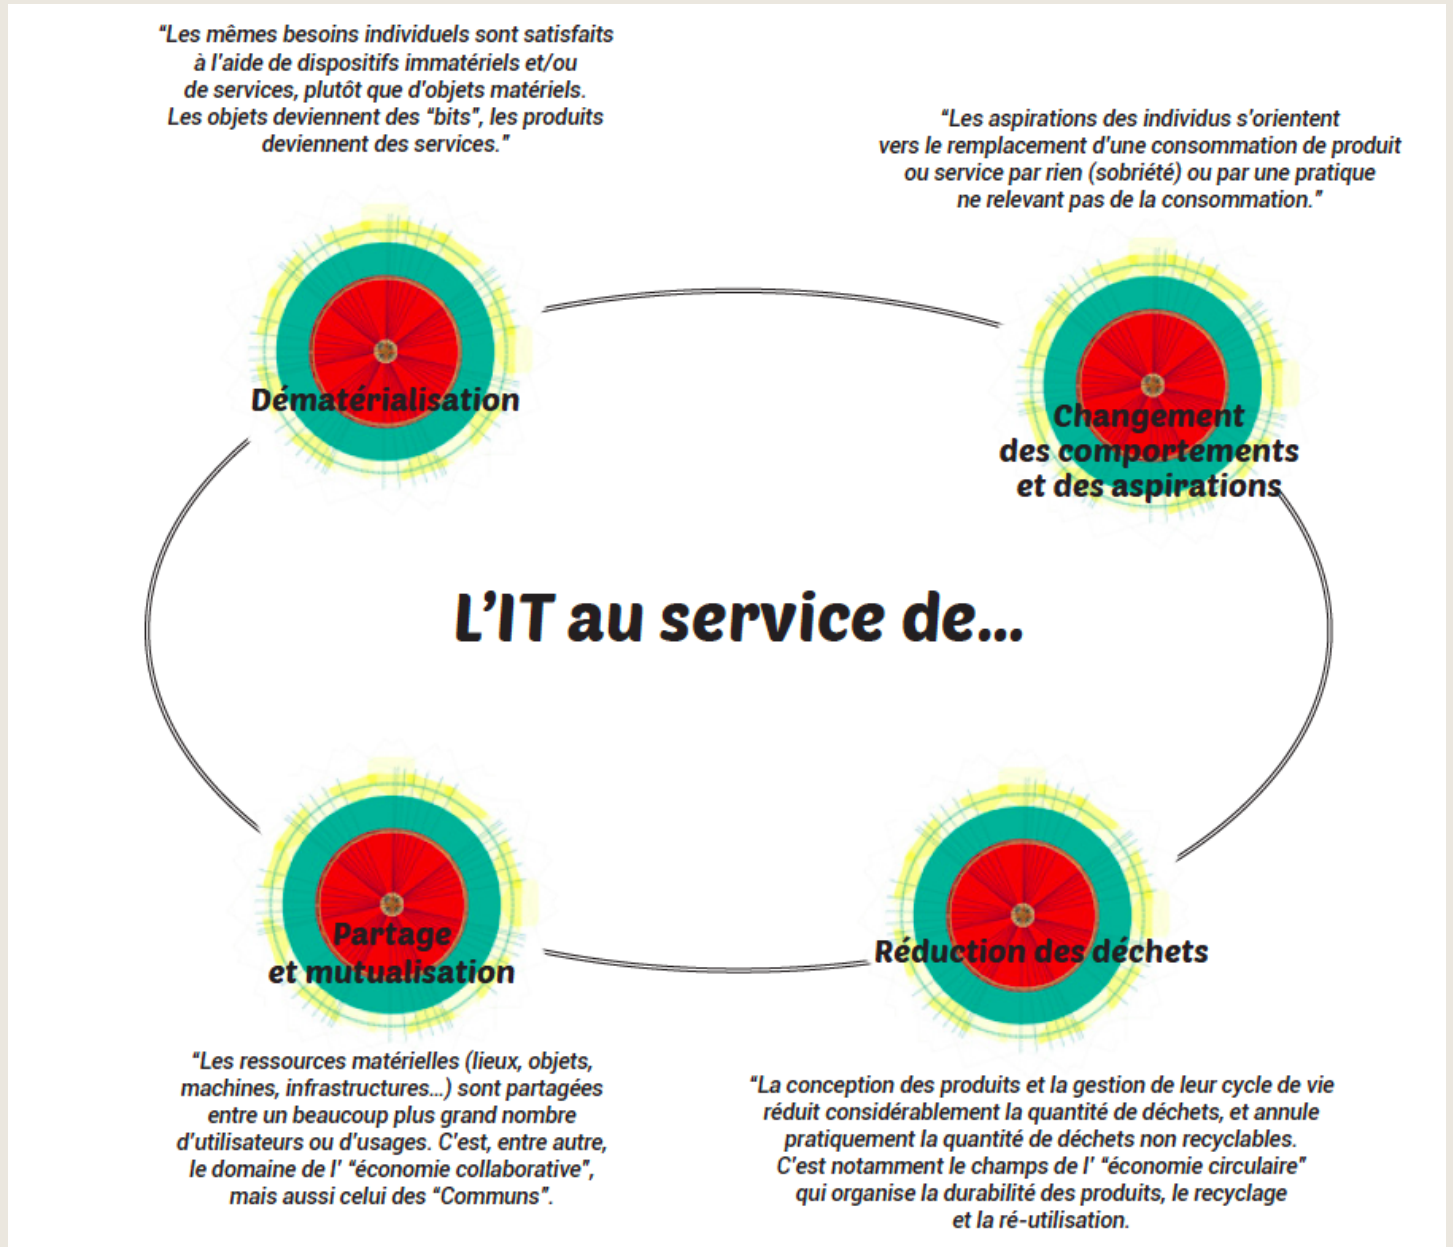 “Les mêmes besoins individuels sont satisfaits
à l'aide de dispositifs immatériels et/ou
de services, plutôt que d'objets matériels.
Les objets deviennent des “bits”, les produits
deviennent des services.”
“Les aspirations des individus s'orientent
vers le remplacement d'une consommation de produit
ou service par rien (sobriété) ou par une pratique
ne relevant pas de la consommation.”
Dématérialisation
Changement
des comportements
et des aspirations
L’IT au service de...
Partage
et mutualisation
Réduction des déchets
“Les ressources matérielles (lieux, objets,
machines, infrastructures...) sont partagées
entre un beaucoup plus grand nombre
d'utilisateurs ou d'usages. C'est, entre autre,
le domaine de l' “économie collaborative”,
mais aussi celui des “Communs”.
“La conception des produits et la gestion de leur cycle de vie
réduit considérablement la quantité de déchets, et annule
pratiquement la quantité de déchets non recyclables.
C'est notamment le champs de l' “économie circulaire”
qui organise la durabilité des produits, le recyclage
et la ré-utilisation.